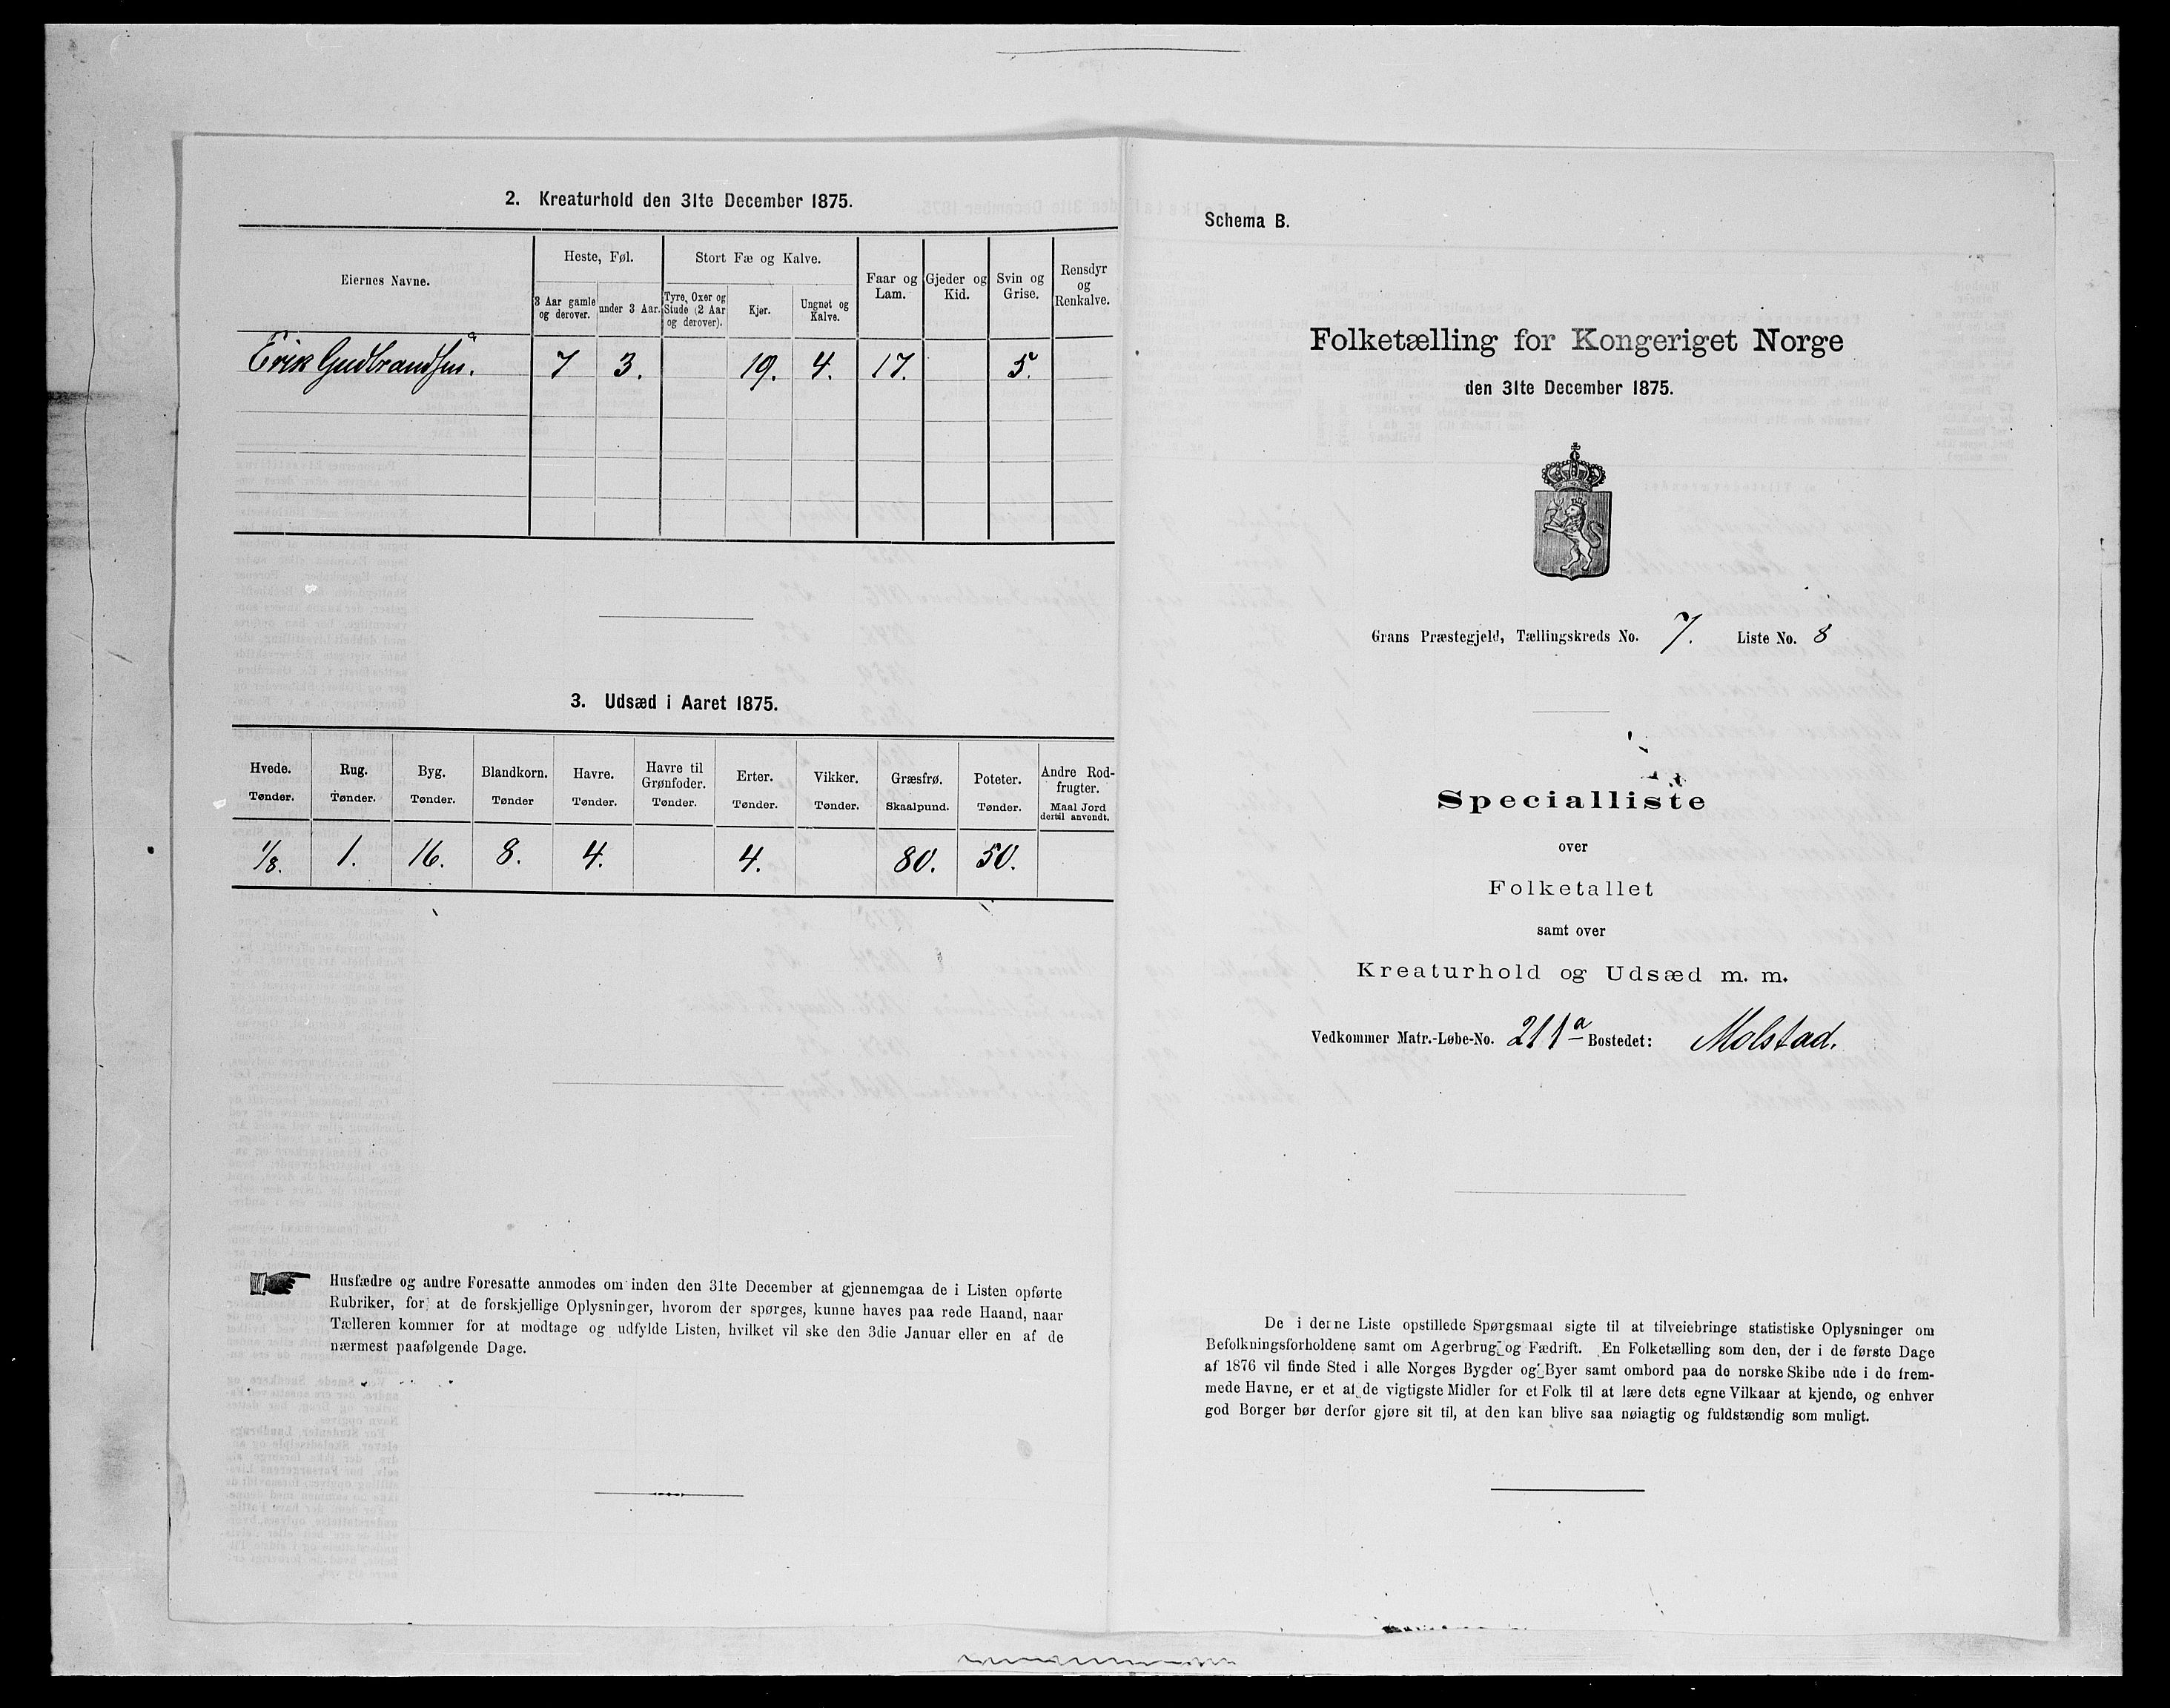 2. Kreaturhold den 31te December 1875.
Eiernes Navne.
Heste, Føl.
Stort Fæ og Kalve.
Faar og Lam.
Gjeder og Kid.
Svin og Grise.
Rensdyr og Renkalve.
3 Aar gamle og derover.
under 3 Aar.
Tyre, Oxer og Stude (2 Aar og derover).
Kjør.
Ungnøt og Kalve.
Erik Gudbrandsen. 7 3. 19. 4. 17. 5.
3. Udsæd i Aaret 1875.
Hvede. Rug. Byg. Blandkorn. Havre. Havre til Grønfoder. Erter. Vikker. Græsfrø. Poteter. Andre Rodfrugter.
Tønder. Tønder. Tønder. Tønder Tønder. Tønder. Tønder. Tønder. Skaalpund. Tønder. Maal Jord dertil anvendt.
1/8. 1. 16. 8. 4. 4. 80. 50.
Husfædre og andre Foresatte anmodes om inden den 31te December at gjennemgaa de i Listen opførte
Rubriker, for at de forskjellige Oplysninger, hvorom der spørges, kunne haves paa rede Haand, naar
Tælleren kommer for at modtage og udfylde Listen, hvilket vil ske den 3die Januar eller en af de
nærmest paafølgende Dage.
Schema B.
Folketælling for Kongeriget Norge
den 31te December 1875.
Grans Præstegjeld, Tællingskreds No. 7. Liste No. 8
Specialliste
over
Folketallet
samt over
Kreaturhold og Udsæd m. m.
Vedkommer Matr.-Løbe-No. 211a Bostedet: Molstad.
De i denne Liste opstillede Spørgsmaal sigte til at tilveiebringe statistiske Oplysninger om
Befolkningsforholdene samt om Agerbrug og Fædrift. En Folketælling som den, der i de første Dage
af 1876 vil finde Sted i alle Norges Bygder og Byer samt ombord paa de norske Skibe ude i de frem-
mede Havne, er et af de vigtigste Midler for et Folk til at lære dets egne Vilkaar at kjende, og enhver
god Borger bør derfor gjøre sit til, at den kan blive saa nøiagtig og fuldstændig som muligt.